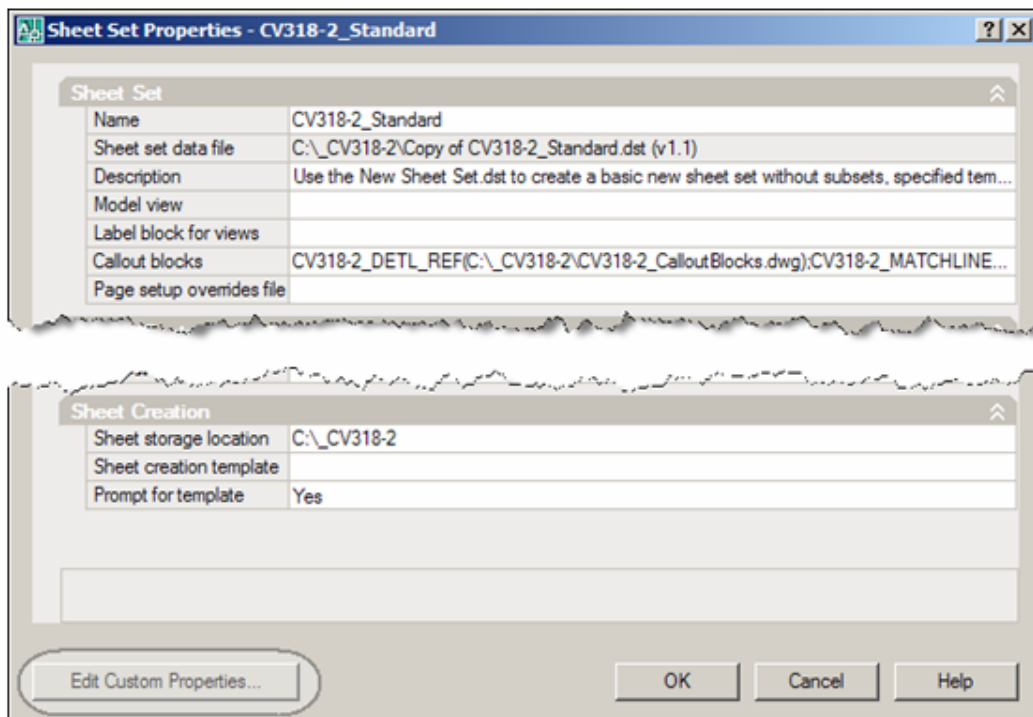 Sheet Set Properties - CV318-2_Standard
Sheet Set
Name CV318-2_Standard
Sheet set data file C:\_CV318-2\Copy of CV318-2_Standard.dst (v1.1)
Description Use the New Sheet Set.dst to create a basic new sheet set without subsets, specified tem...
Model view
Label block for views
Callout blocks CV318-2_DETL_REF(C:\_CV318-2\CV318-2_CalloutBlocks.dwg);CV318-2_MATCHLINE...
Page setup overrides file
Sheet Creation
Sheet storage location C:\_CV318-2
Sheet creation template
Prompt for template Yes
Edit Custom Properties... OK Cancel Help